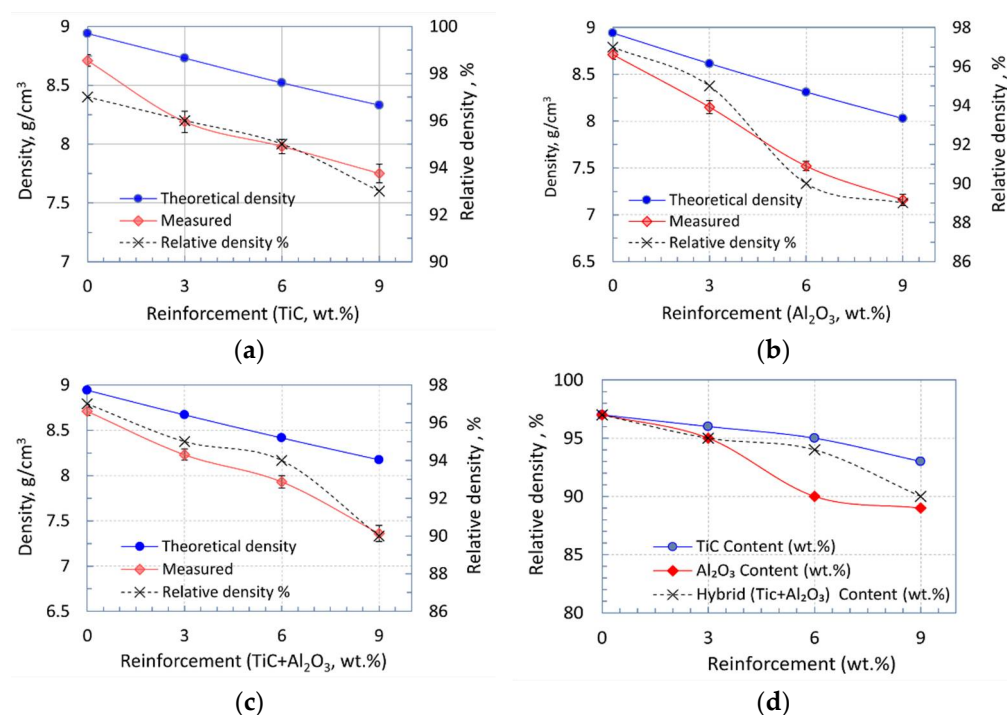 9
8.5
8
7.5
7
Density, g/cm³
100
98
96
94
92
90
Relative density , %
Theoretical density
Measured
Relative density %
0
3
6
9
Reinforcement (TiC, wt.%)
(a)
9
8.5
8
7.5
7
6.5
Density, g/cm³
98
96
94
92
90
88
86
Relative density , %
Theoretical density
Measured
Relative density %
0
3
6
9
Reinforcement (Al₂O₃, wt.%)
(b)
9
8.5
8
7.5
7
6.5
Density, g/cm³
98
96
94
92
90
88
86
Relative density , %
Theoretical density
Measured
Relative density %
0
3
6
9
Reinforcement (TiC+Al₂O₃, wt.%)
(c)
100
95
90
85
80
Relative density , %
TiC Content (wt.%)
Al₂O₃ Content (wt.%)
Hybrid (Tic+Al₂O₃) Content (wt.%)
0
3
6
9
Reinforcement (wt.%)
(d)